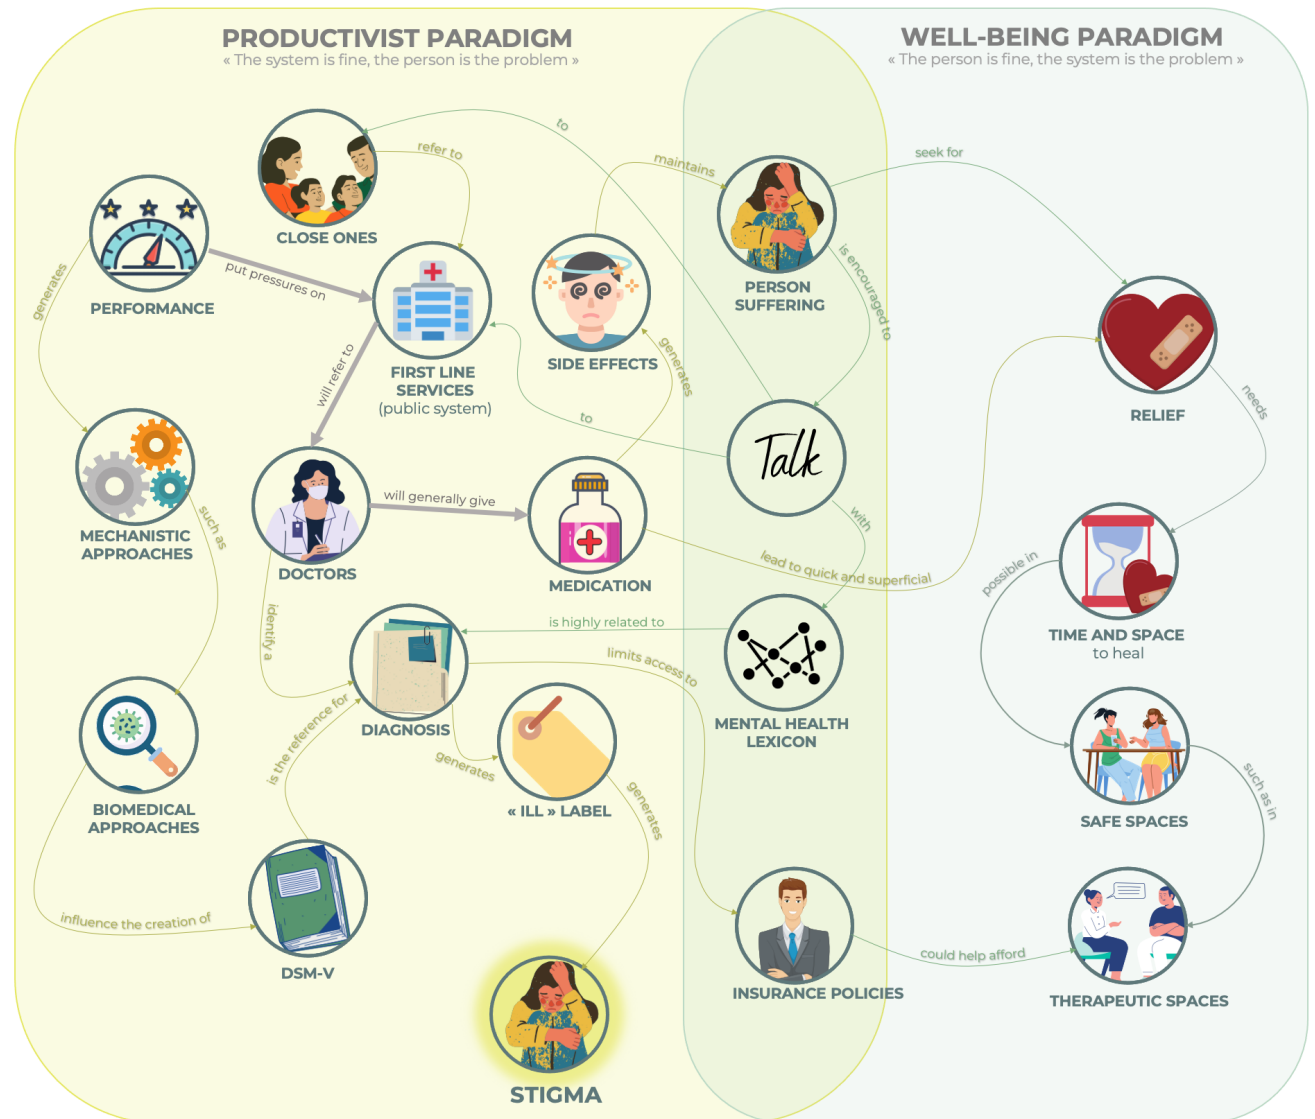 PRODUCTIVIST PARADIGM
« The system is fine, the person is the problem »
WELL-BEING PARADIGM
« The person is fine, the system is the problem »
to
refer to
maintains
seek for
CLOSE ONES
generates
put pressures on
PERFORMANCE
is encouraged to
PERSON
SUFFERING
will refer to
FIRST LINE
SERVICES
(public system)
SIDE EFFECTS
generates
to
RELIEF
needs
Talk
such as
MECHANISTIC
APPROACHES
will generally give
DOCTORS
MEDICATION
with
lead to quick and superficial
possible in
TIME AND SPACE
to heal
identify a
is highly related to
limits access to
DIAGNOSIS
MENTAL HEALTH
LEXICON
is the reference for
generates
« ILL » LABEL
generates
BIOMEDICAL
APPROACHES
SAFE SPACES
such as in
influence the creation of
DSM-V
INSURANCE POLICIES
could help afford
THERAPEUTIC SPACES
STIGMA